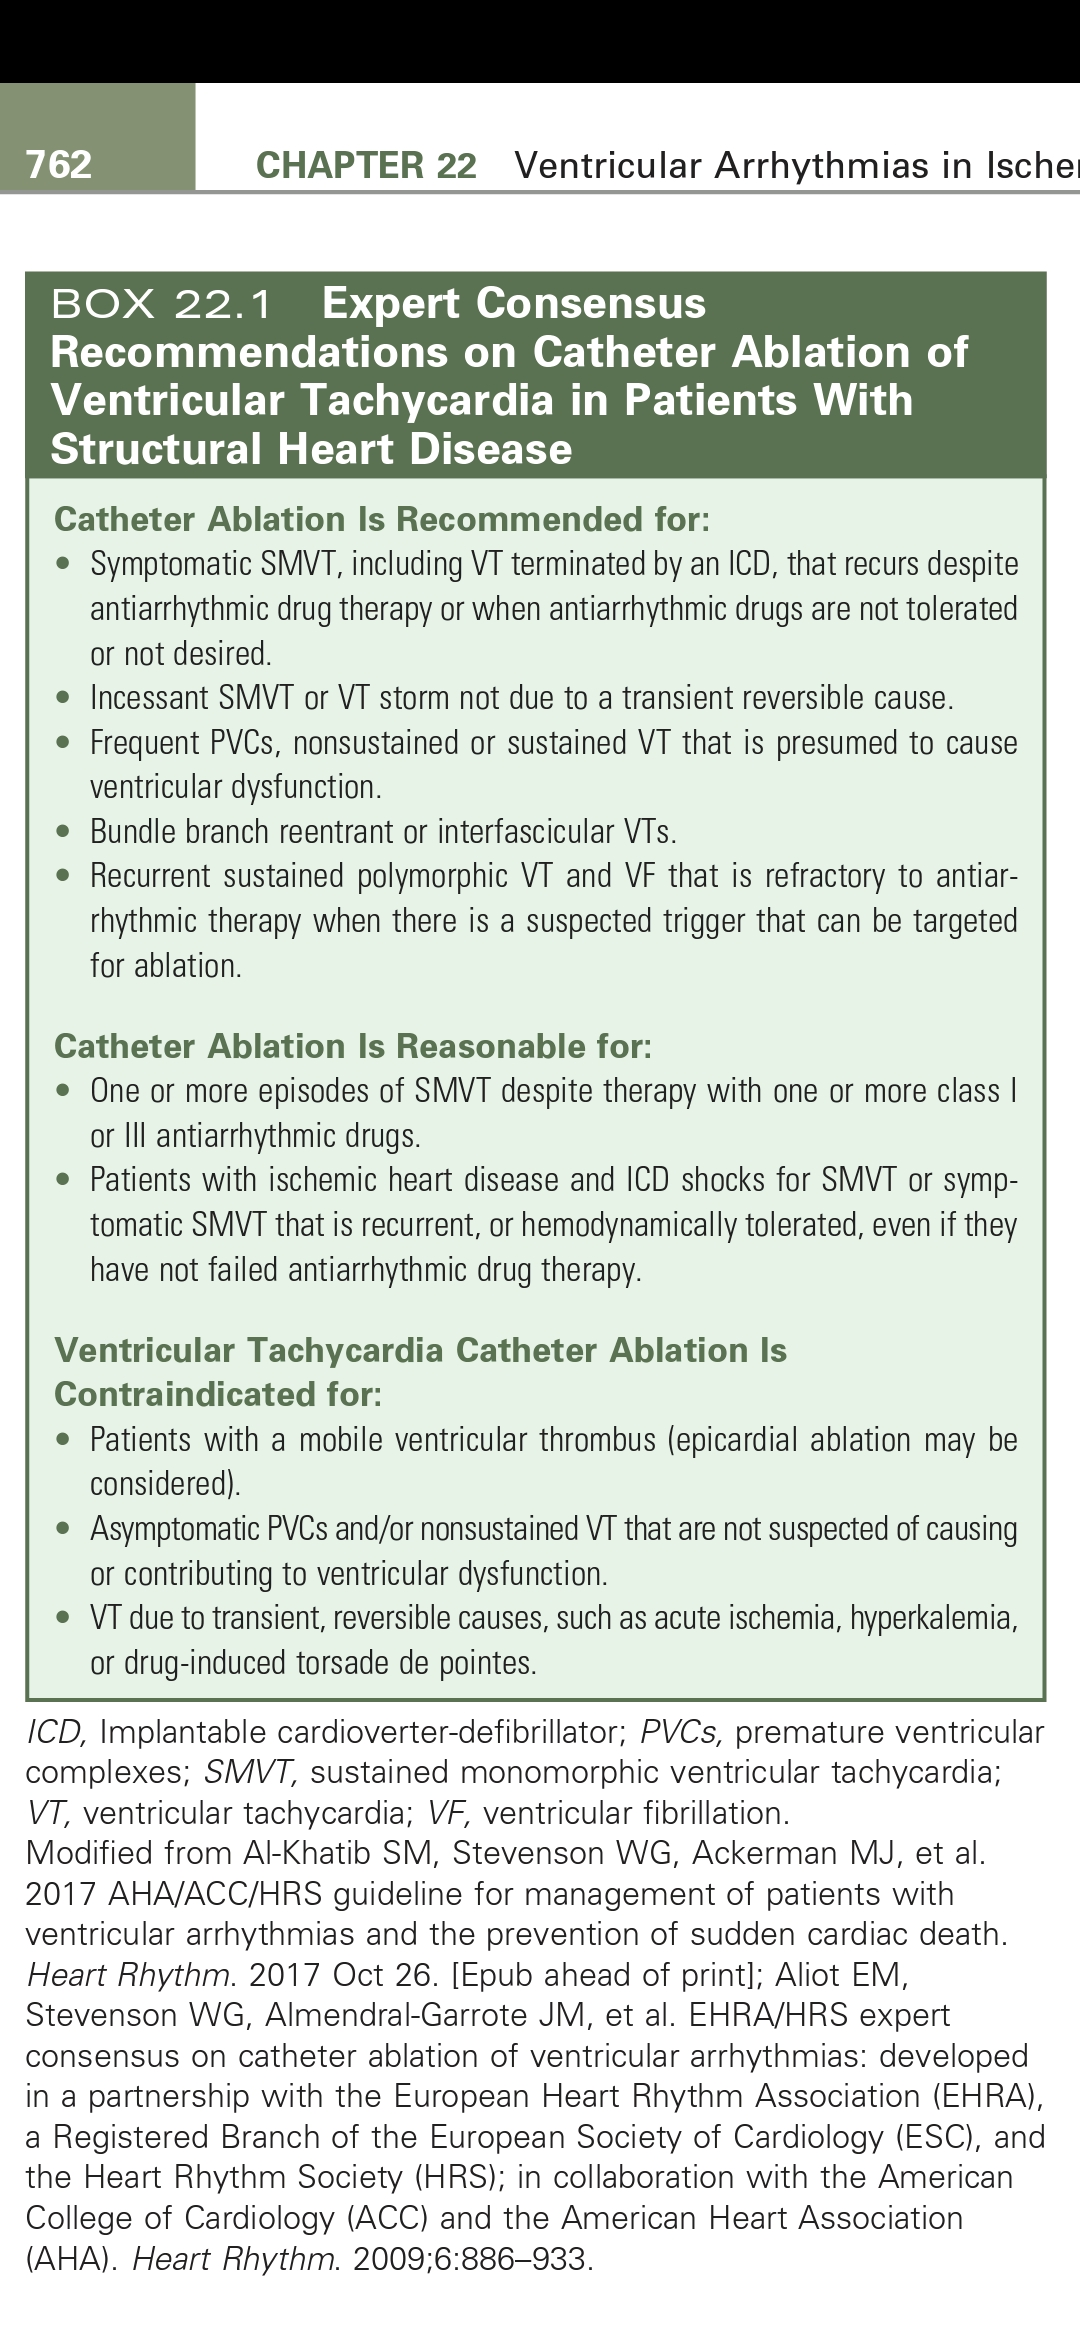 762 CHAPTER 22 Ventricular Arrhythmias in Ische
BOX 22.1 Expert Consensus
Recommendations on Catheter Ablation of
Ventricular Tachycardia in Patients With
Structural Heart Disease
Catheter Ablation Is Recommended for:
• Symptomatic SMVT, including VT terminated by an ICD, that recurs despite
antiarrhythmic drug therapy or when antiarrhythmic drugs are not tolerated
or not desired.
• Incessant SMVT or VT storm not due to a transient reversible cause.
• Frequent PVCs, nonsustained or sustained VT that is presumed to cause
ventricular dysfunction.
• Bundle branch reentrant or interfascicular VTs.
• Recurrent sustained polymorphic VT and VF that is refractory to antiar-
rhythmic therapy when there is a suspected trigger that can be targeted
for ablation.
Catheter Ablation Is Reasonable for:
• One or more episodes of SMVT despite therapy with one or more class I
or III antiarrhythmic drugs.
• Patients with ischemic heart disease and ICD shocks for SMVT or symp-
tomatic SMVT that is recurrent, or hemodynamically tolerated, even if they
have not failed antiarrhythmic drug therapy.
Ventricular Tachycardia Catheter Ablation Is
Contraindicated for:
• Patients with a mobile ventricular thrombus (epicardial ablation may be
considered).
• Asymptomatic PVCs and/or nonsustained VT that are not suspected of causing
or contributing to ventricular dysfunction.
• VT due to transient, reversible causes, such as acute ischemia, hyperkalemia,
or drug-induced torsade de pointes.
ICD, Implantable cardioverter-defibrillator; PVCs, premature ventricular
complexes; SMVT, sustained monomorphic ventricular tachycardia;
VT, ventricular tachycardia; VF, ventricular fibrillation.
Modified from Al-Khatib SM, Stevenson WG, Ackerman MJ, et al.
2017 AHA/ACC/HRS guideline for management of patients with
ventricular arrhythmias and the prevention of sudden cardiac death.
Heart Rhythm. 2017 Oct 26. [Epub ahead of print]; Aliot EM,
Stevenson WG, Almendral-Garrote JM, et al. EHRA/HRS expert
consensus on catheter ablation of ventricular arrhythmias: developed
in a partnership with the European Heart Rhythm Association (EHRA),
a Registered Branch of the European Society of Cardiology (ESC), and
the Heart Rhythm Society (HRS); in collaboration with the American
College of Cardiology (ACC) and the American Heart Association
(AHA). Heart Rhythm. 2009;6:886–933.